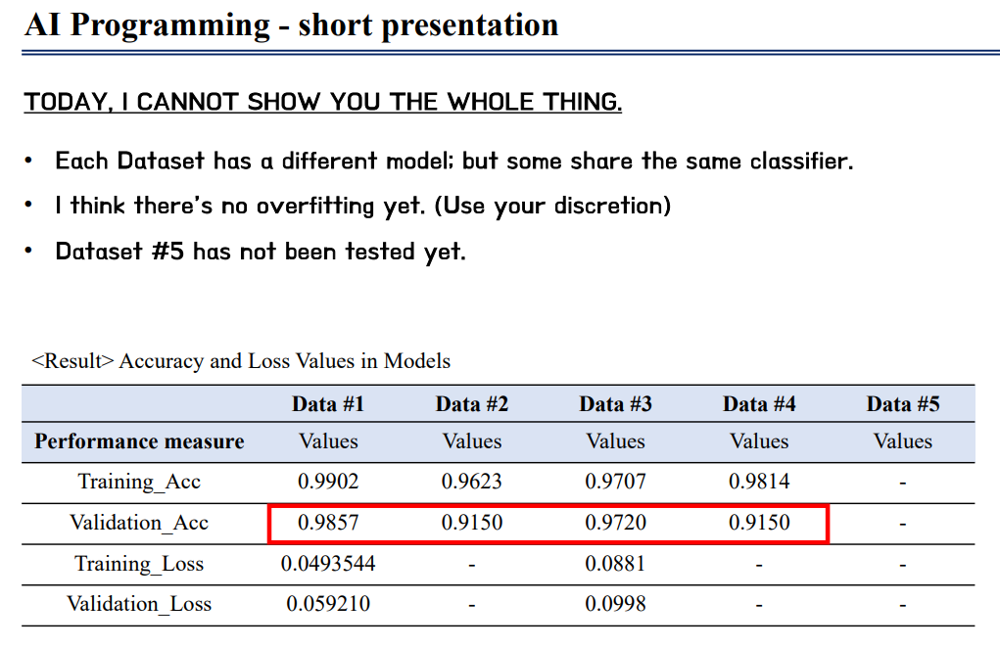 AI Programming - short presentation
TODAY, I CANNOT SHOW YOU THE WHOLE THING.
• Each Dataset has a different model; but some share the same classifier.
• I think there's no overfitting yet. (Use your discretion)
• Dataset #5 has not been tested yet.
<Result> Accuracy and Loss Values in Models
Data #1 Data #2 Data #3 Data #4 Data #5
Performance measure Values Values Values Values Values
Training_Acc 0.9902 0.9623 0.9707 0.9814 -
Validation_Acc 0.9857 0.9150 0.9720 0.9150 -
Training_Loss 0.0493544 - 0.0881 - -
Validation_Loss 0.059210 - 0.0998 - -